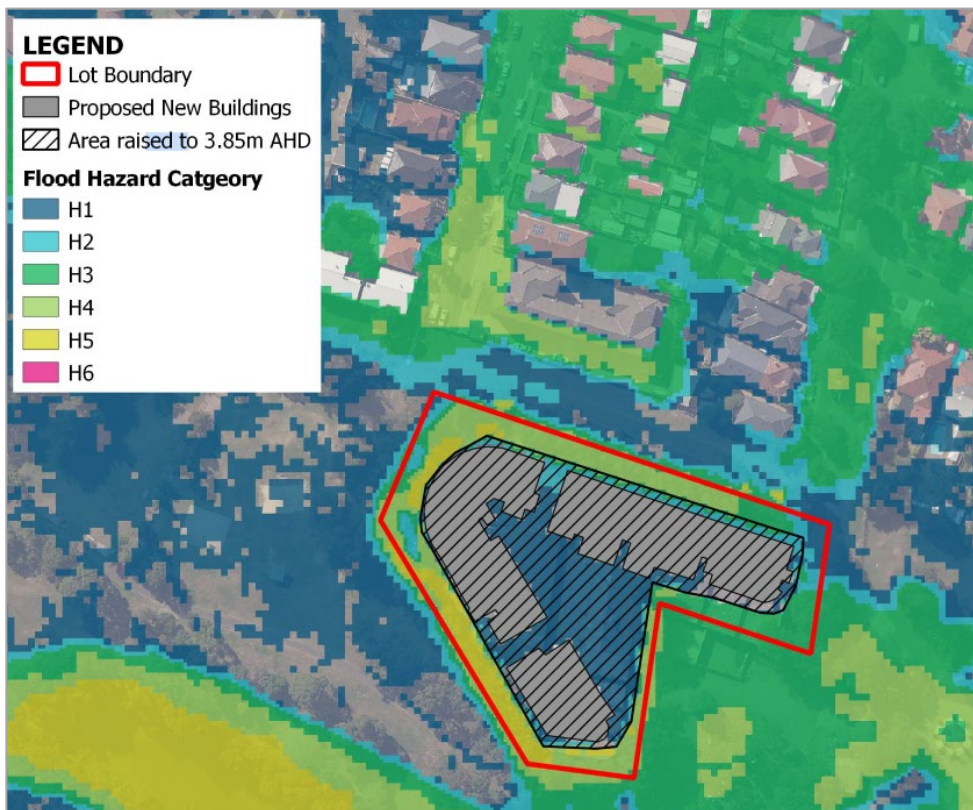 LEGEND
Lot Boundary
Proposed New Buildings
Area raised to 3.85m AHD
Flood Hazard Catgeory
H1
H2
H3
H4
H5
H6